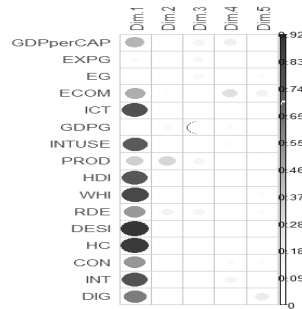 Dim.1 Dim.2 Dim.3 Dim.4 Dim.5
GDPperCAP
EXPG
EG
ECOM
ICT
GDPG
INTUSE
PROD
HDI
WHI
RDE
DESI
HC
CON
INT
DIG
0.92
0.83
0.74
0.65
0.55
0.46
0.37
0.28
0.18
0.09
0